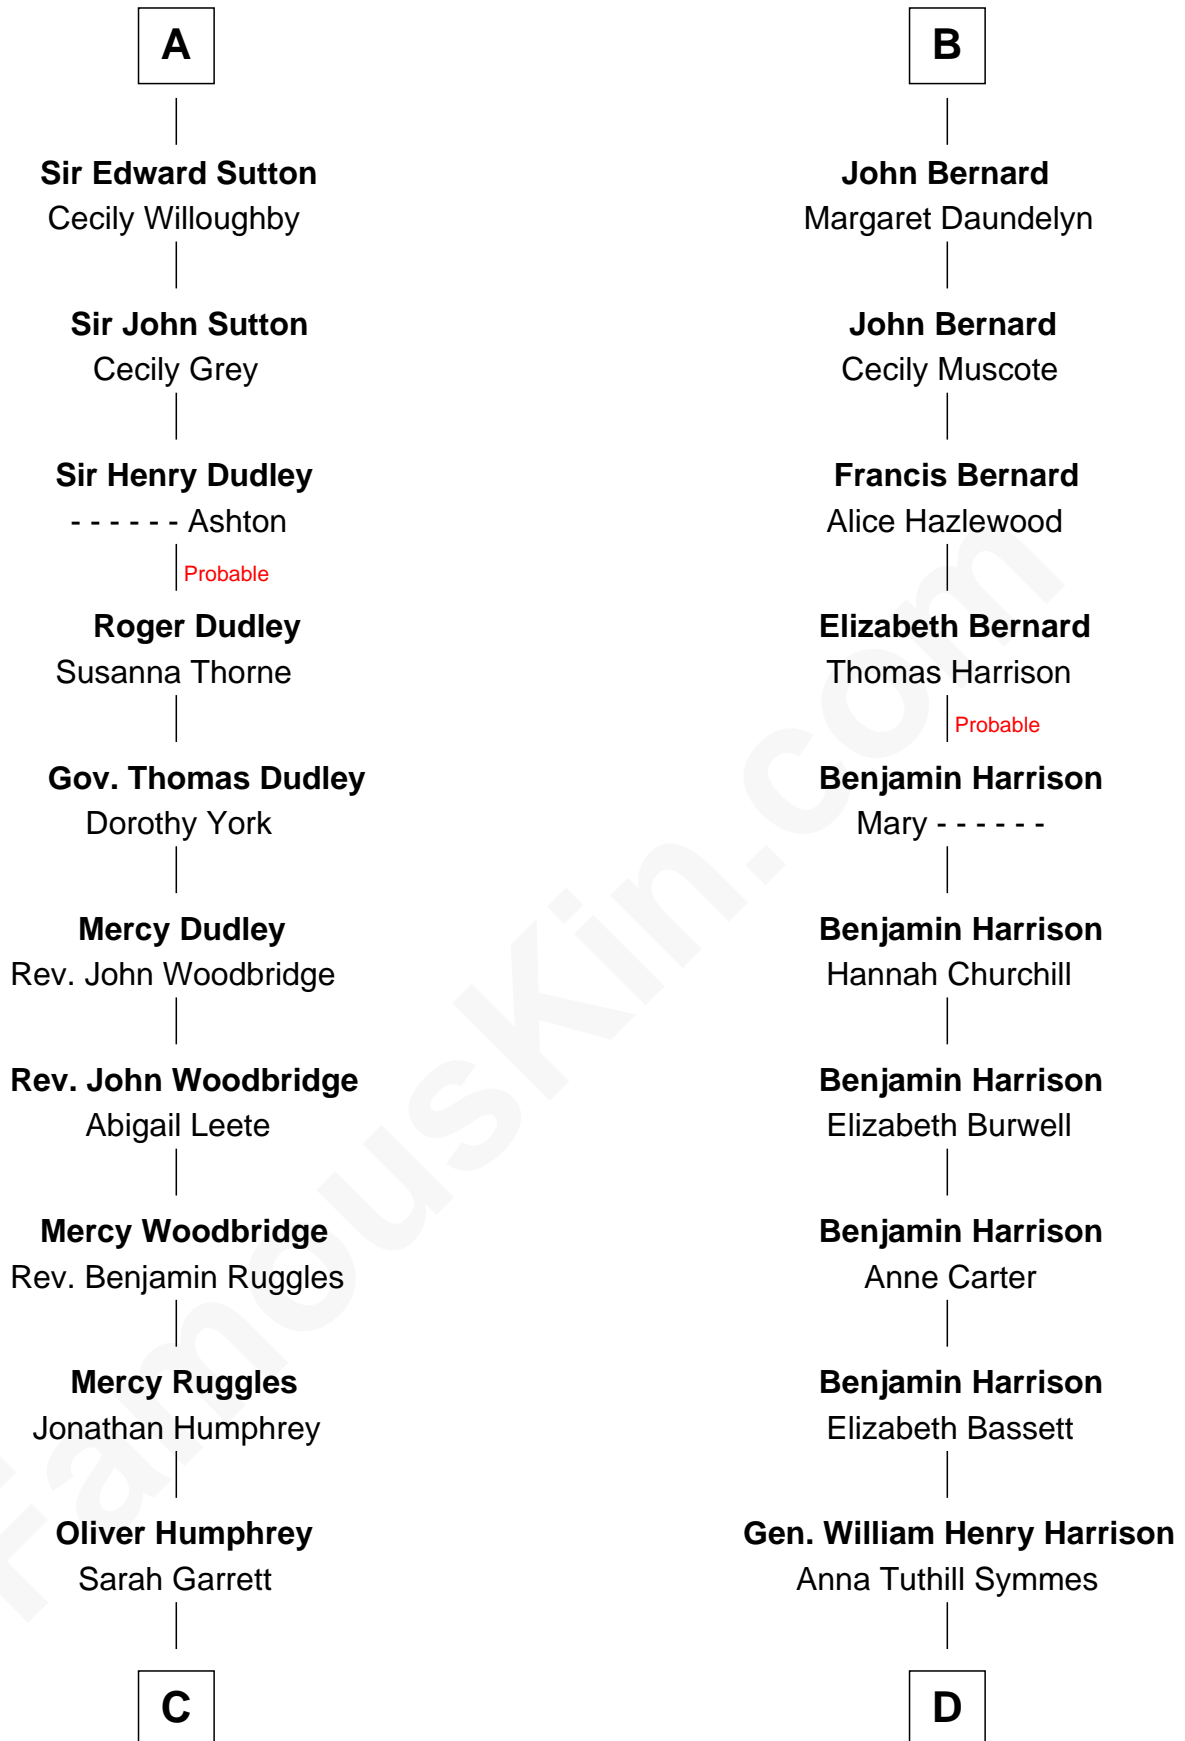 A
Sir Edward Sutton
Cecily Willoughby
Sir John Sutton
Cecily Grey
Sir Henry Dudley
- - - - - - Ashton
Probable
Roger Dudley
Susanna Thorne
Gov. Thomas Dudley
Dorothy York
Mercy Dudley
Rev. John Woodbridge
Rev. John Woodbridge
Abigail Leete
Mercy Woodbridge
Rev. Benjamin Ruggles
Mercy Ruggles
Jonathan Humphrey
Oliver Humphrey
Sarah Garrett
C
B
John Bernard
Margaret Daundelyn
John Bernard
Cecily Muscote
Francis Bernard
Alice Hazlewood
Elizabeth Bernard
Thomas Harrison
Probable
Benjamin Harrison
Mary - - - - - -
Benjamin Harrison
Hannah Churchill
Benjamin Harrison
Elizabeth Burwell
Benjamin Harrison
Anne Carter
Benjamin Harrison
Elizabeth Bassett
Gen. William Henry Harrison
Anna Tuthill Symmes
D
FamousKin.com